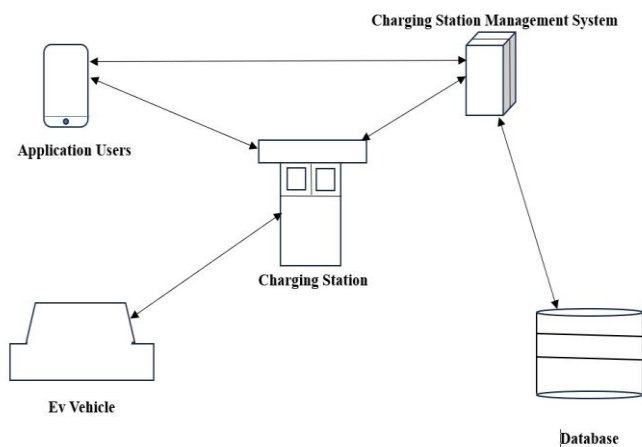 Charging Station Management System
Application Users
Charging Station
Ev Vehicle
Database